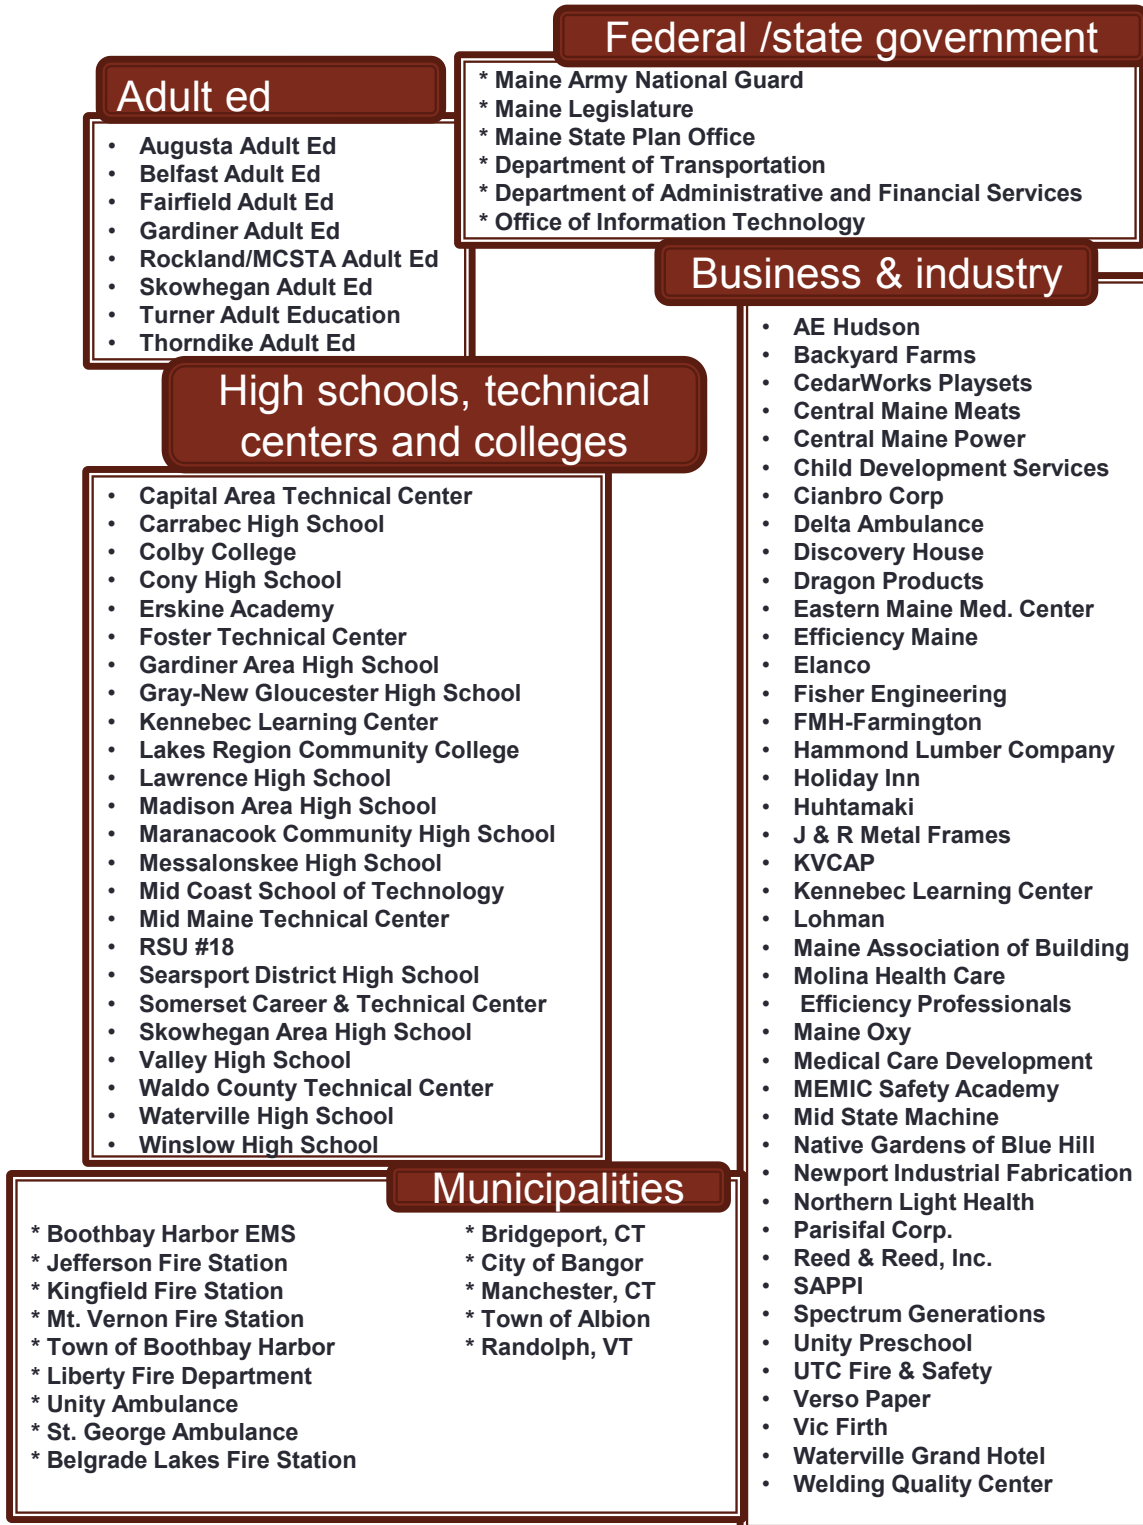 Federal /state government
* Maine Army National Guard
* Maine Legislature
* Maine State Plan Office
* Department of Transportation
* Department of Administrative and Financial Services
* Office of Information Technology
Adult ed
• Augusta Adult Ed
• Belfast Adult Ed
• Fairfield Adult Ed
• Gardiner Adult Ed
• Rockland/MCSTA Adult Ed
• Skowhegan Adult Ed
• Turner Adult Education
• Thorndike Adult Ed
High schools, technical
centers and colleges
• Capital Area Technical Center
• Carrabec High School
• Colby College
• Cony High School
• Erskine Academy
• Foster Technical Center
• Gardiner Area High School
• Gray-New Gloucester High School
• Kennebec Learning Center
• Lakes Region Community College
• Lawrence High School
• Madison Area High School
• Maranacook Community High School
• Messalonskee High School
• Mid Coast School of Technology
• Mid Maine Technical Center
• RSU #18
• Searsport District High School
• Somerset Career & Technical Center
• Skowhegan Area High School
• Valley High School
• Waldo County Technical Center
• Waterville High School
• Winslow High School
Business & industry
• AE Hudson
• Backyard Farms
• CedarWorks Playsets
• Central Maine Meats
• Central Maine Power
• Child Development Services
• Cianbro Corp
• Delta Ambulance
• Discovery House
• Dragon Products
• Eastern Maine Med. Center
• Efficiency Maine
• Elanco
• Fisher Engineering
• FMH-Farmington
• Hammond Lumber Company
• Holiday Inn
• Huhtamaki
• J & R Metal Frames
• KVCAP
• Kennebec Learning Center
• Lohman
• Maine Association of Building
• Molina Health Care
• Efficiency Professionals
• Maine Oxy
• Medical Care Development
• MEMIC Safety Academy
• Mid State Machine
• Native Gardens of Blue Hill
• Newport Industrial Fabrication
• Northern Light Health
• Parisifal Corp.
• Reed & Reed, Inc.
• SAPPI
• Spectrum Generations
• Unity Preschool
• UTC Fire & Safety
• Verso Paper
• Vic Firth
• Waterville Grand Hotel
• Welding Quality Center
Municipalities
* Boothbay Harbor EMS
* Jefferson Fire Station
* Kingfield Fire Station
* Mt. Vernon Fire Station
* Town of Boothbay Harbor
* Liberty Fire Department
* Unity Ambulance
* St. George Ambulance
* Belgrade Lakes Fire Station
* Bridgeport, CT
* City of Bangor
* Manchester, CT
* Town of Albion
* Randolph, VT